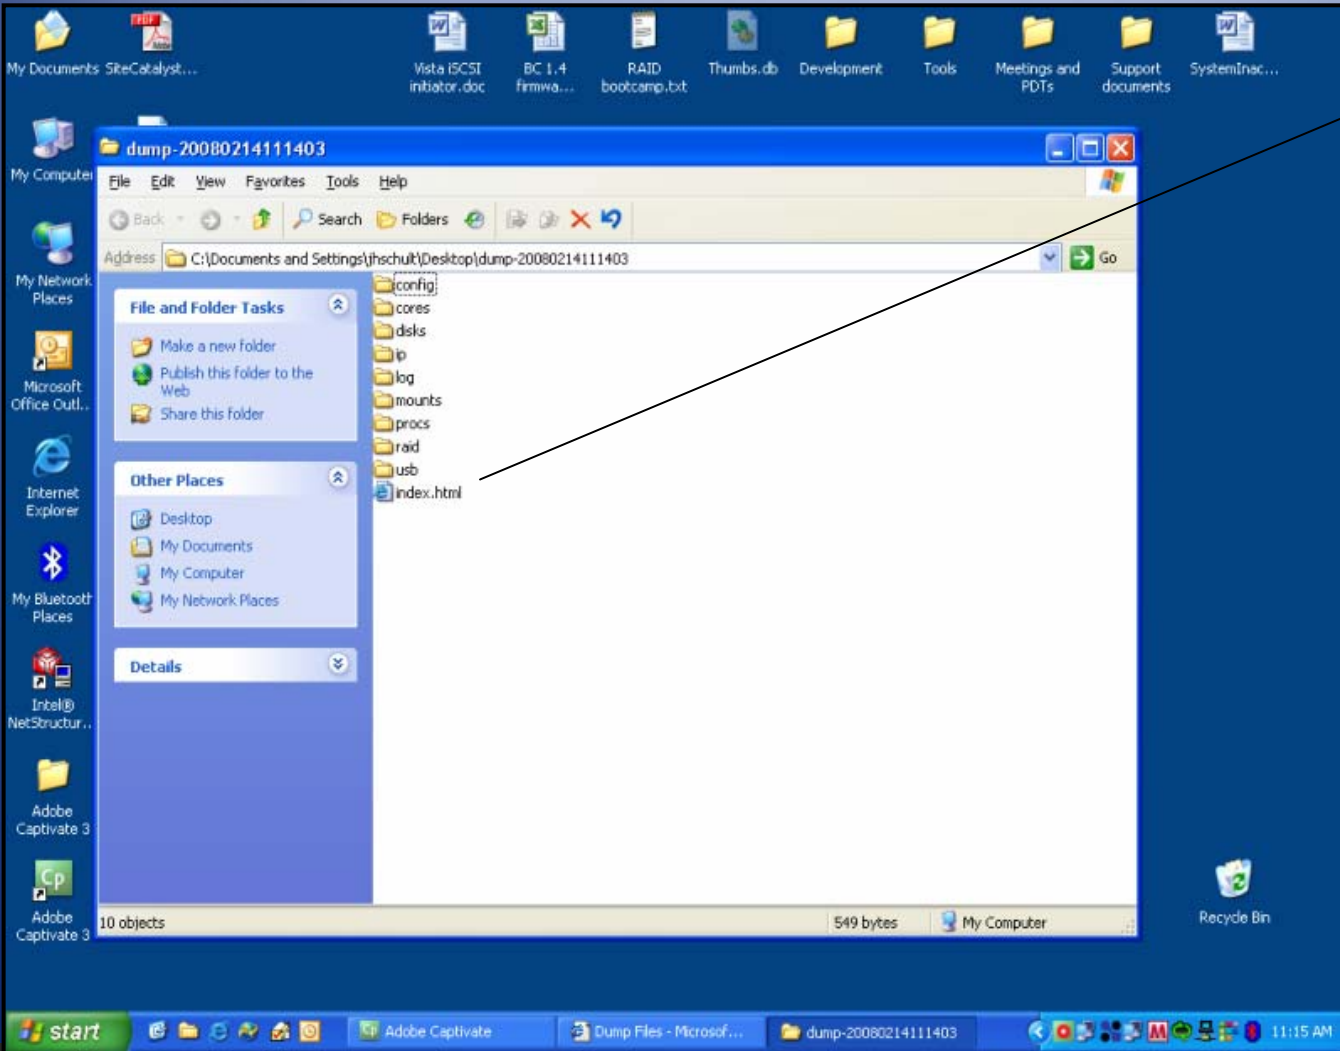 My Documents
SiteCatalyst...
Vista iSCSI
initiator.doc
BC 1.4
firmwa...
RAID
bootcamp.txt
Thumbs.db
Development
Tools
Meetings and
PDTs
Support
documents
SystemInac...
My Computer
My Network
Places
Microsoft
Office Outl..
Internet
Explorer
My Bluetooth
Places
Intel®
NetStructur..
Adobe
Captivate 3
Cp
Adobe
Captivate 3
dump-20080214111403
File Edit View Favorites Tools Help
Back Search Folders
Address C:\Documents and Settings\jhschult\Desktop\dump-20080214111403 Go
File and Folder Tasks
Make a new folder
Publish this folder to the
Web
Share this folder
Other Places
Desktop
My Documents
My Computer
My Network Places
Details
config
cores
disks
ip
log
mounts
procs
raid
usb
index.html
10 objects 549 bytes My Computer
Recycle Bin
start Adobe Captivate Dump Files - Microsof... dump-20080214111403 11:15 AM